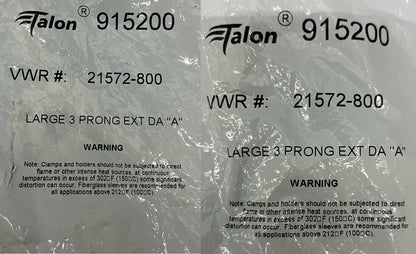 Talon® 915200
VWR #: 21572-800
LARGE 3 PRONG EXT DA "A"
WARNING
Note: Clamps and holders should not be subjected to direct
flame or other intense heat sources, at continuous
temperatures in excess of 302□F (150□C) some significant
distortion can occur. Fiberglass sleeves are recommended for
all applications above 212□F (100□C).
Talon® 915200
VWR #: 21572-800
LARGE 3 PRONG EXT DA "A"
WARNING
Note: Clamps and holders should not be subjected to direct
flame or other intense heat sources, at continuous
temperatures in excess of 302□F (150□C) some significant
distortion can occur. Fiberglass sleeves are recommended for
all applications above 212□F (100□C).